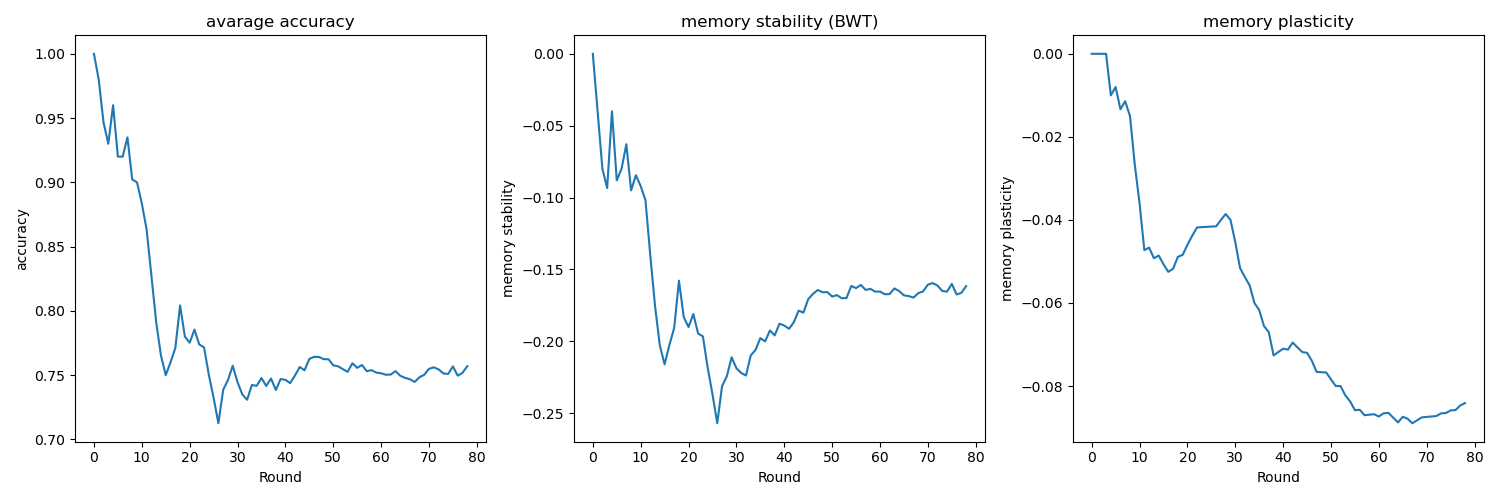 avarage accuracy
1.00
0.95
0.90
0.85
0.80
0.75
0.70
accuracy
0 10 20 30 40 50 60 70 80
Round
memory stability (BWT)
0.00
−0.05
−0.10
−0.15
−0.20
−0.25
memory stability
0 10 20 30 40 50 60 70 80
Round
memory plasticity
0.00
−0.02
−0.04
−0.06
−0.08
memory plasticity
0 10 20 30 40 50 60 70 80
Round